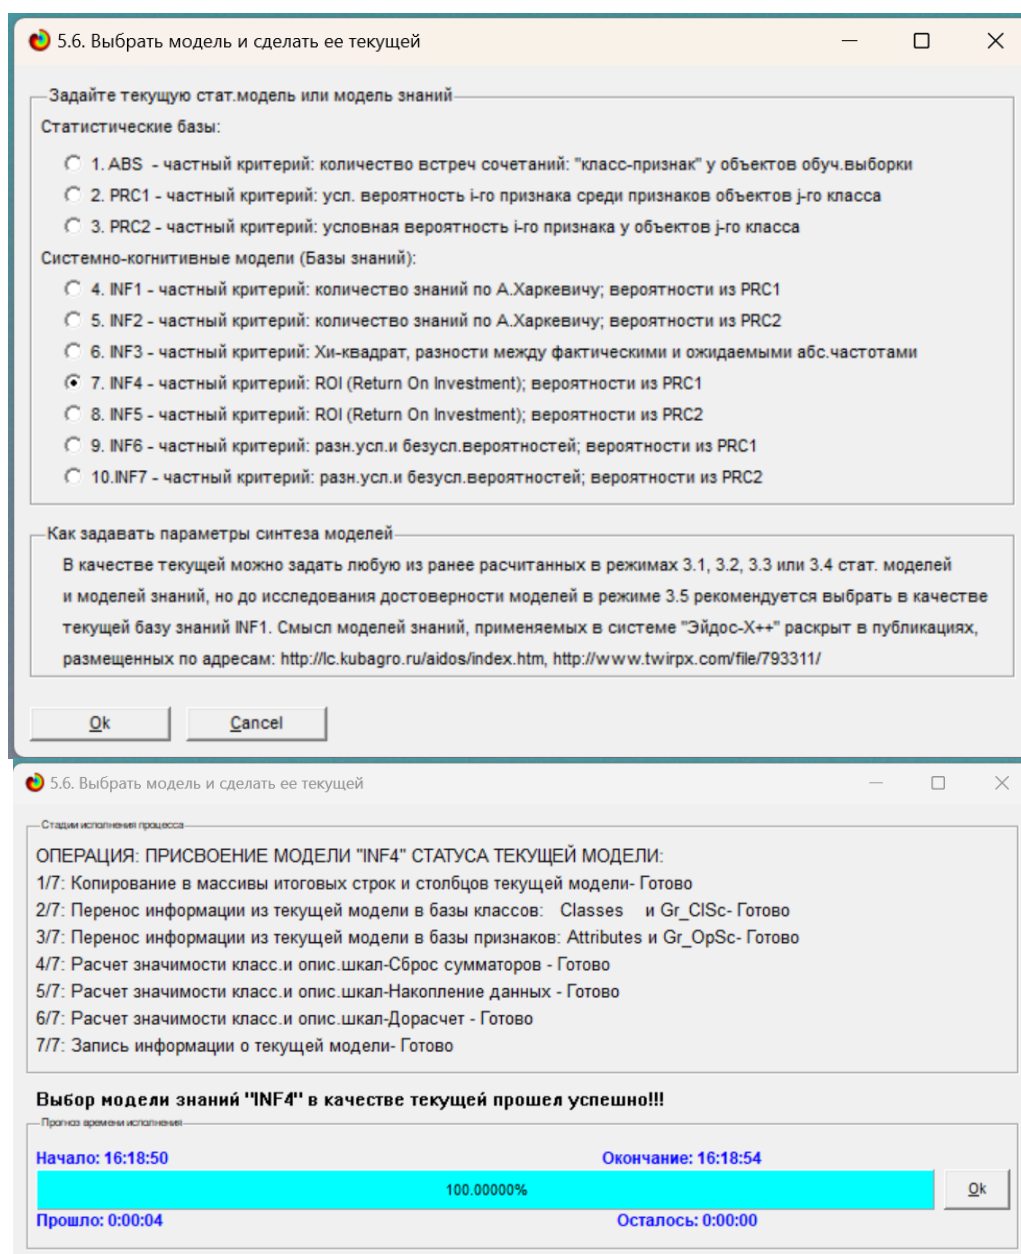 5.6. Выбрать модель и сделать ее текущей
Задайте текущую стат.модель или модель знаний
Статистические базы:
1. ABS - частный критерий: количество встреч сочетаний: "класс-признак" у объектов обуч.выборки
2. PRC1 - частный критерий: усл. вероятность i-го признака среди признаков объектов j-го класса
3. PRC2 - частный критерий: условная вероятность i-го признака у объектов j-го класса
Системно-когнитивные модели (Базы знаний):
4. INF1 - частный критерий: количество знаний по А.Харкевичу; вероятности из PRC1
5. INF2 - частный критерий: количество знаний по А.Харкевичу; вероятности из PRC2
6. INF3 - частный критерий: Хи-квадрат, разности между фактическими и ожидаемыми абс.частотами
7. INF4 - частный критерий: ROI (Return On Investment); вероятности из PRC1
8. INF5 - частный критерий: ROI (Return On Investment); вероятности из PRC2
9. INF6 - частный критерий: разн.усл.и безусл.вероятностей; вероятности из PRC1
10.INF7 - частный критерий: разн.усл.и безусл.вероятностей; вероятности из PRC2
Как задавать параметры синтеза моделей
В качестве текущей можно задать любую из ранее расчитанных в режимах 3.1, 3.2, 3.3 или 3.4 стат. моделей
и моделей знаний, но до исследования достоверности моделей в режиме 3.5 рекомендуется выбрать в качестве
текущей базу знаний INF1. Смысл моделей знаний, применяемых в системе "Эйдос-Х++" раскрыт в публикациях,
размещенных по адресам: http://lc.kubagro.ru/aidos/index.htm, http://www.twirpx.com/file/793311/
Ok Cancel
5.6. Выбрать модель и сделать ее текущей
Стадии исполнения процесса
ОПЕРАЦИЯ: ПРИСВОЕНИЕ МОДЕЛИ "INF4" СТАТУСА ТЕКУЩЕЙ МОДЕЛИ:
1/7: Копирование в массивы итоговых строк и столбцов текущей модели- Готово
2/7: Перенос информации из текущей модели в базы классов: Classes и Gr_ClSc- Готово
3/7: Перенос информации из текущей модели в базы признаков: Attributes и Gr_OpSc- Готово
4/7: Расчет значимости класс.и опис.шкал-Сброс сумматоров - Готово
5/7: Расчет значимости класс.и опис.шкал-Накопление данных - Готово
6/7: Расчет значимости класс.и опис.шкал-Дорасчет - Готово
7/7: Запись информации о текущей модели- Готово
Выбор модели знаний "INF4" в качестве текущей прошел успешно!!!
Прогноз времени исполнения
Начало: 16:18:50 Окончание: 16:18:54
100.00000% Ok
Прошло: 0:00:04 Осталось: 0:00:00